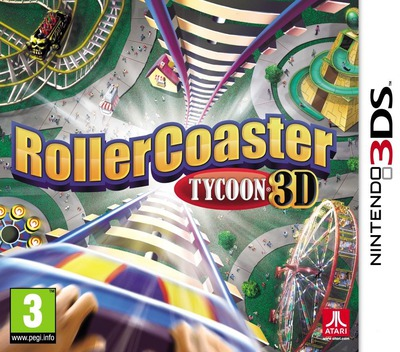 RollerCoaster
TYCOON® 3D
NINTENDO 3DS
3
www.pegi.info
ATARI